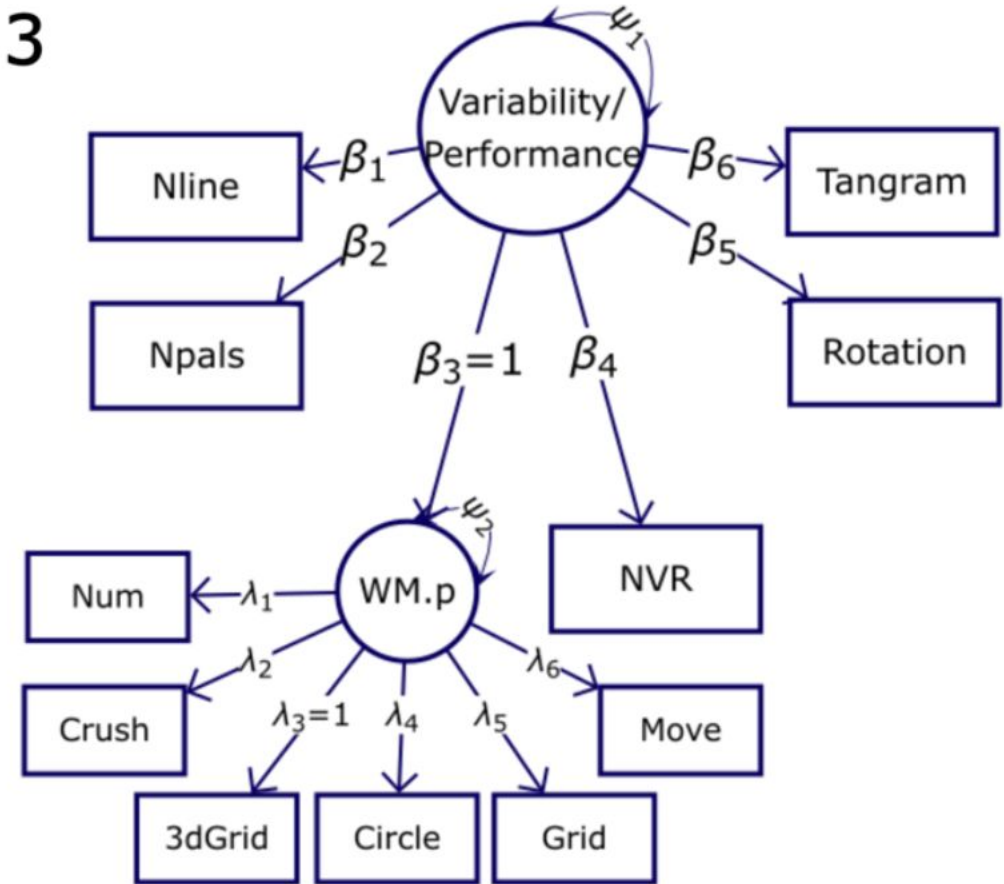 3
ψ₁
Variability/
Performance
Nline
β₁
β₆
Tangram
β₂
β₅
Npals
Rotation
β₃=1
β₄
ψ₂
NVR
Num
λ₁
WM.p
λ₂
λ₆
Crush
λ₃=1
λ₄
λ₅
Move
3dGrid
Circle
Grid